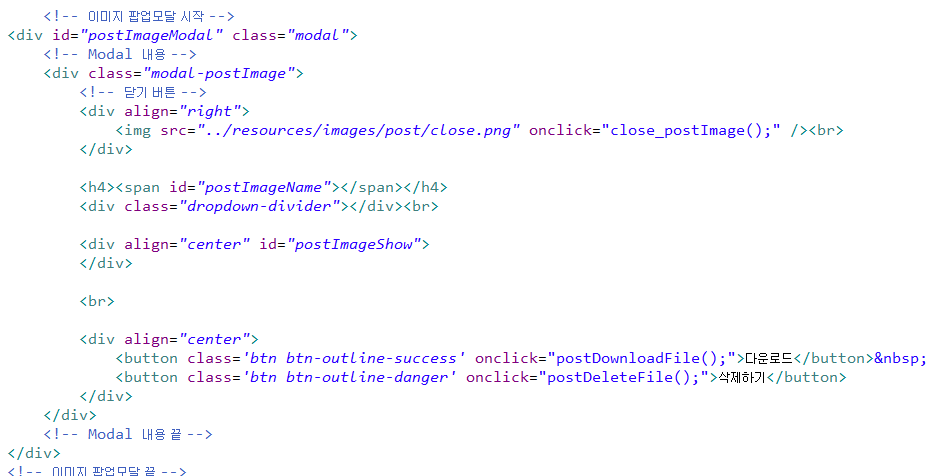 <!-- 이미지 팝업모달 시작 -->
<div id="postImageModal" class="modal">
<!-- Modal 내용 -->
<div class="modal-postImage">
<!-- 닫기 버튼 -->
<div align="right">
<img src="../resources/images/post/close.png" onclick="close_postImage();" /><br>
</div>
<h4><span id="postImageName"></span></h4>
<div class="dropdown-divider"></div><br>
<div align="center" id="postImageShow">
</div>
<br>
<div align="center">
<button class='btn btn-outline-success' onclick="postDownloadFile();">다운로드</button>&nbsp;
<button class='btn btn-outline-danger' onclick="postDeleteFile();">삭제하기</button>
</div>
</div>
<!-- Modal 내용 끝 -->
</div>
<!-- 이미지 팝업모달 끝 -->